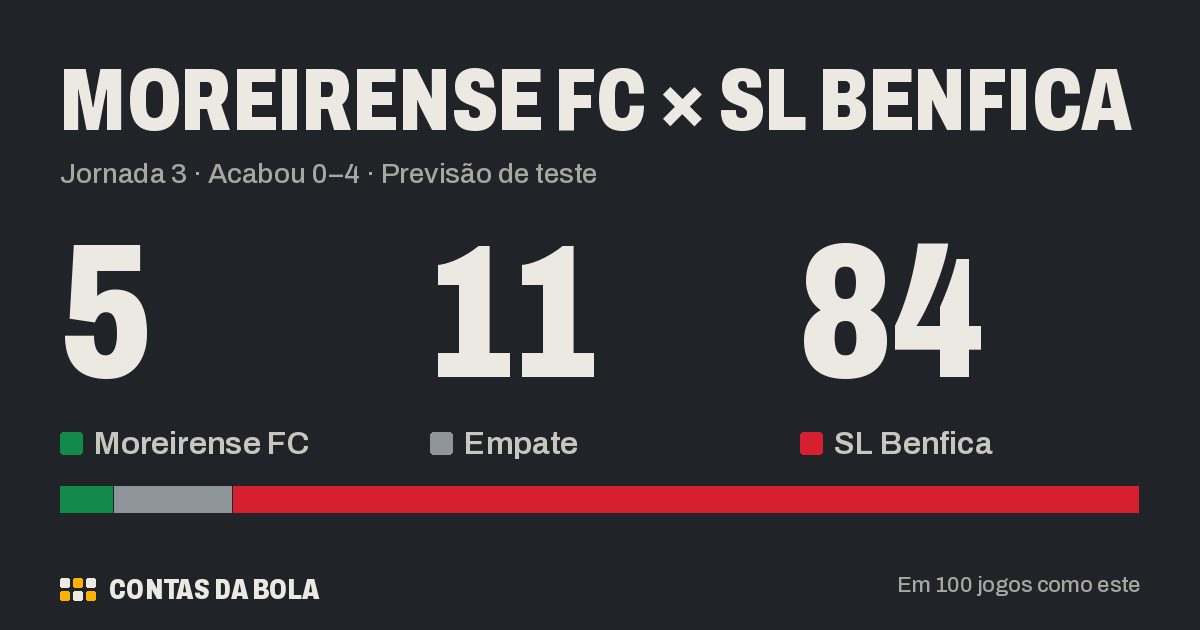 MOREIRENSE FC × SL BENFICA
Jornada 3 · Acabou 0–4 · Previsão de teste
5 11 84
Moreirense FC Empate SL Benfica
CONTAS DA BOLA
Em 100 jogos como este